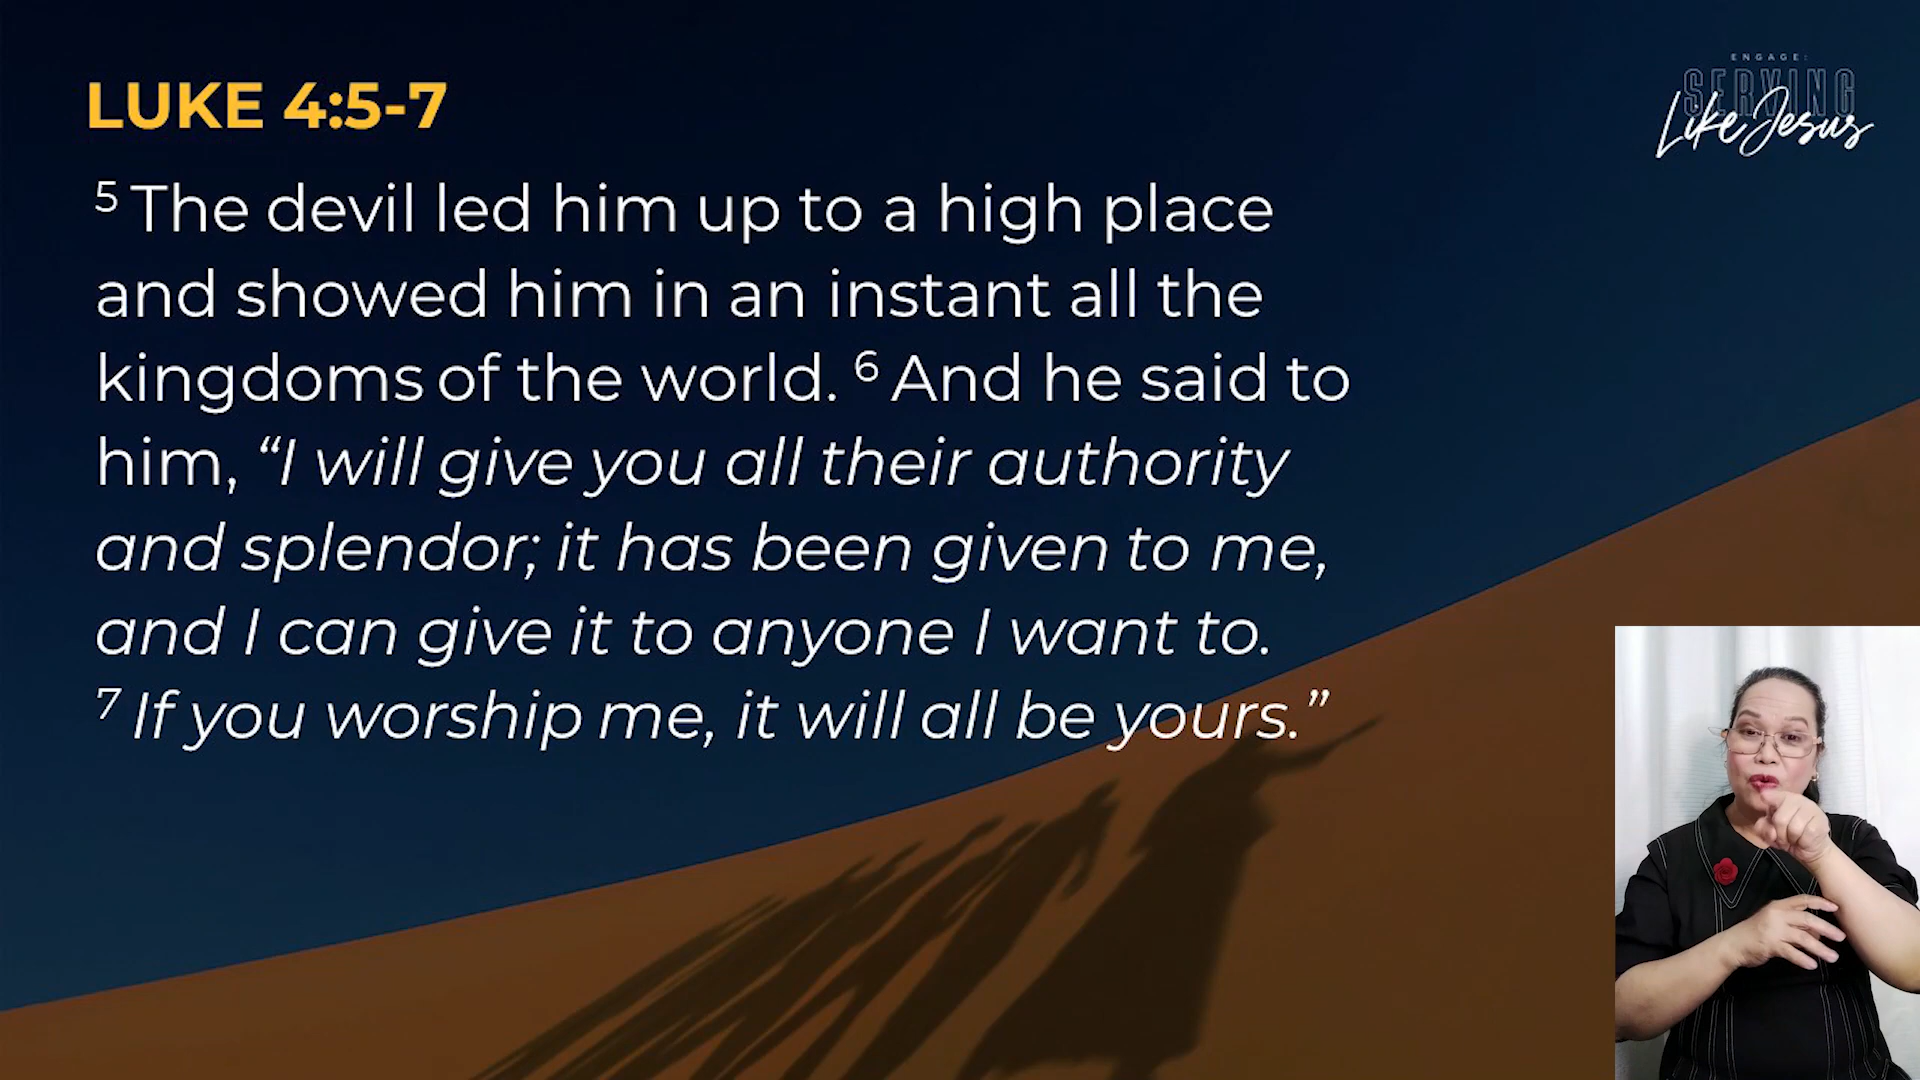 LUKE 4:5-7
ENGAGE:
SERVING
Like Jesus
5 The devil led him up to a high place
and showed him in an instant all the
kingdoms of the world. 6 And he said to
him, “I will give you all their authority
and splendor; it has been given to me,
and I can give it to anyone I want to.
7 If you worship me, it will all be yours.”